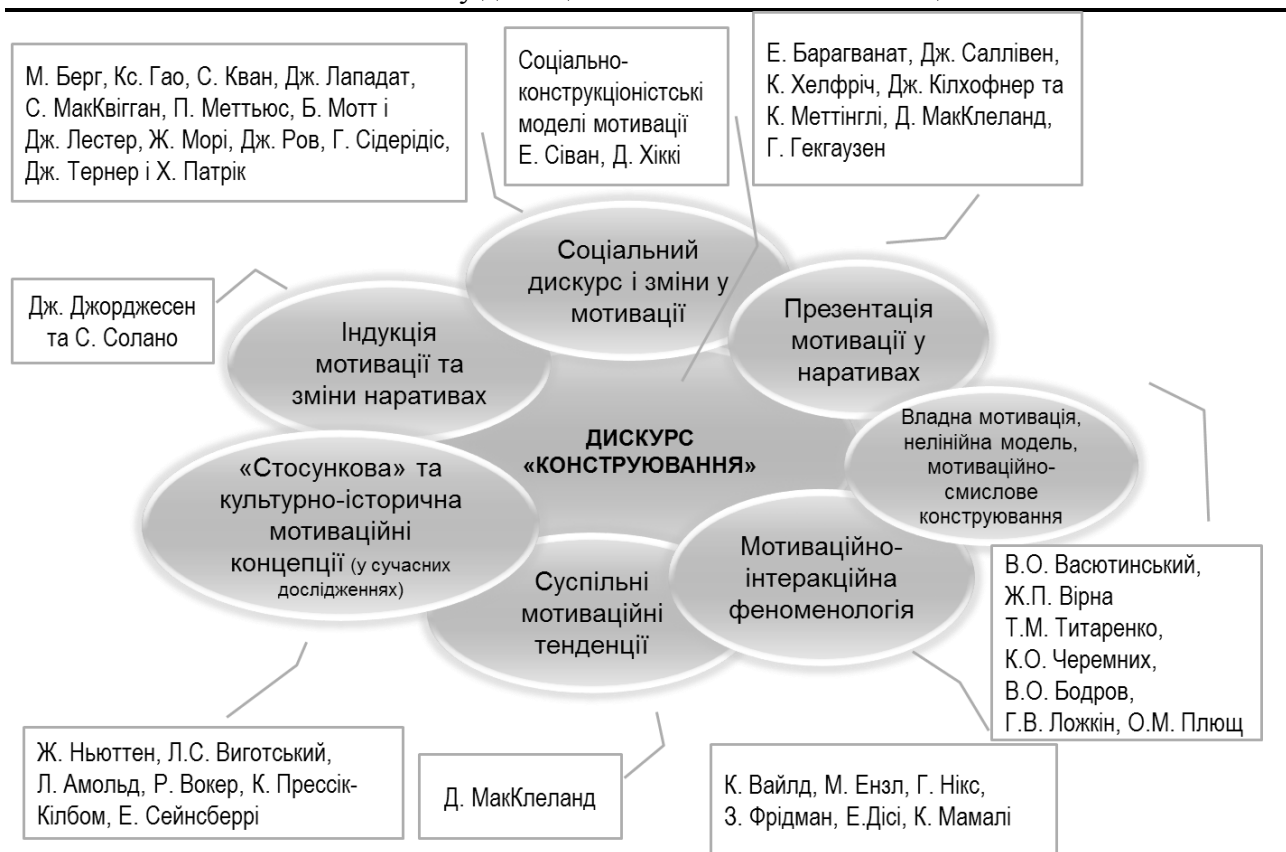 М. Берг, Кс. Гао, С. Кван, Дж. Лападат,
С. МакКвігган, П. Меттьюс, Б. Мотт і
Дж. Лестер, Ж. Морі, Дж. Ров, Г. Сідерідіс,
Дж. Тернер і Х. Патрік
Соціально-
конструкціоністські
моделі мотивації
Е. Сіван, Д. Хіккі
Е. Барагванат, Дж. Саллівен,
К. Хелфріч, Дж. Кілхофнер та
К. Меттінглі, Д. МакКлеланд,
Г. Гекгаузен
Дж. Джорджесен
та С. Солано
Соціальний
дискурс і зміни у
мотивації
Індукція
мотивації та
зміни наративах
Презентація
мотивації у
наративах
ДИСКУРС
«КОНСТРУЮВАННЯ»
Владна мотивація,
нелінійна модель,
мотиваційно-
смислове
конструювання
«Стосункова» та
культурно-історична
мотиваційні
концепції (у сучасних
дослідженнях)
Суспільні
мотиваційні
тенденції
Мотиваційно-
інтеракційна
феноменологія
В.О. Васютинський,
Ж.П. Вірна
Т.М. Титаренко,
К.О. Черемних,
В.О. Бодров,
Г.В. Ложкін, О.М. Плющ
Ж. Ньюттен, Л.С. Виготський,
Л. Амольд, Р. Вокер, К. Прессік-
Кілбом, Е. Сейнсберрі
Д. МакКлеланд
К. Вайлд, М. Ензл, Г. Нікс,
З. Фрідман, Е.Дісі, К. Мамалі